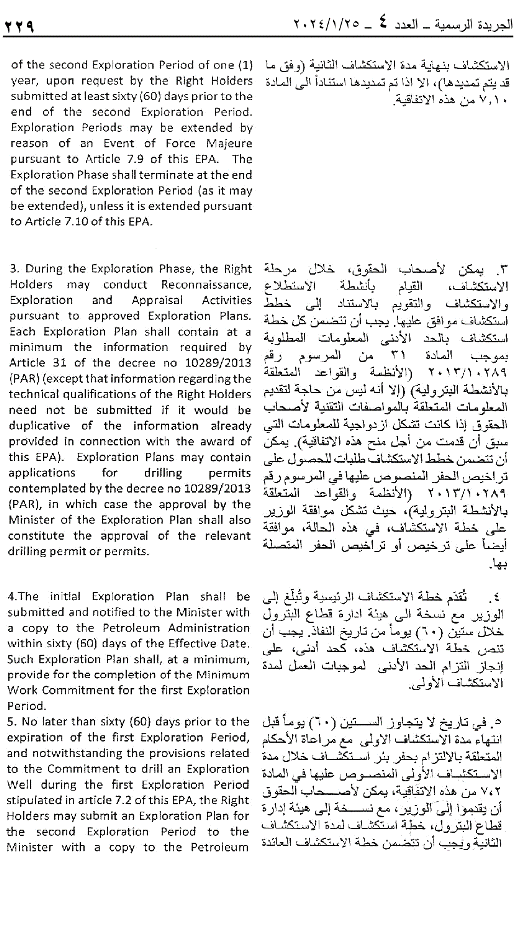 ٢٢٩
الجريدة الرسمية – العدد ٤ – ٢٠٢٤/١/٢٥
of the second Exploration Period of one (1)
year, upon request by the Right Holders
submitted at least sixty (60) days prior to the
end of the second Exploration Period.
Exploration Periods may be extended by
reason of an Event of Force Majeure
pursuant to Article 7.9 of this EPA. The
Exploration Phase shall terminate at the end
of the second Exploration Period (as it may
be extended), unless it is extended pursuant
to Article 7.10 of this EPA.
الاستكشاف بنهاية مدة الاستكشاف الثانية (وفق ما
قد يتم تمديدها)، الا اذا تم تمديدها استناداً الى المادة
٧,١٠ من هذه الاتفاقية.
3. During the Exploration Phase, the Right
Holders may conduct Reconnaissance,
Exploration and Appraisal Activities
pursuant to approved Exploration Plans.
Each Exploration Plan shall contain at a
minimum the information required by
Article 31 of the decree no 10289/2013
(PAR) (except that information regarding the
technical qualifications of the Right Holders
need not be submitted if it would be
duplicative of the information already
provided in connection with the award of
this EPA). Exploration Plans may contain
applications for drilling permits
contemplated by the decree no 10289/2013
(PAR), in which case the approval by the
Minister of the Exploration Plan shall also
constitute the approval of the relevant
drilling permit or permits.
٣. يمكن لأصحاب الحقوق، خلال مرحلة
الاستكشاف، القيام بأنشطة الاستطلاع
والاستكشاف والتقويم بالاستناد إلى خطط
استكشاف موافق عليها. يجب أن تتضمن كل خطة
استكشاف بالحد الأدنى المعلومات المطلوبة
بموجب المادة ٣١ من المرسوم رقم
٢٠١٣/١٠٢٨٩ (الأنظمة والقواعد المتعلقة
بالأنشطة البترولية) (إلا أنه ليس من حاجة لتقديم
المعلومات المتعلقة بالمواصفات التقنية لأصحاب
الحقوق إذا كانت تشكل ازدواجية للمعلومات التي
سبق أن قدمت من أجل منح هذه الاتفاقية). يمكن
أن تتضمن خطط الاستكشاف طلبات للحصول على
تراخيص الحفر المنصوص عليها في المرسوم رقم
٢٠١٣/١٠٢٨٩ (الأنظمة والقواعد المتعلقة
بالأنشطة البترولية)، حيث تشكل موافقة الوزير
على خطة الاستكشاف، في هذه الحالة، موافقة
أيضاً على ترخيص أو تراخيص الحفر المتصلة
بها.
4.The initial Exploration Plan shall be
submitted and notified to the Minister with
a copy to the Petroleum Administration
within sixty (60) days of the Effective Date.
Such Exploration Plan shall, at a minimum,
provide for the completion of the Minimum
Work Commitment for the first Exploration
Period.
٤. تُقدّم خطة الاستكشاف الرئيسية وتُبلّغ إلى
الوزير مع نسخة الى هيئة ادارة قطاع البترول
خلال ستين (٦٠) يوماً من تاريخ النفاذ. يجب أن
تنص خطة الاستكشاف هذه، كحد أدنى، على
إنجاز التزام الحد الأدنى لموجبات العمل لمدة
الاستكشاف الأولى.
5. No later than sixty (60) days prior to the
expiration of the first Exploration Period,
and notwithstanding the provisions related
to the Commitment to drill an Exploration
Well during the first Exploration Period
stipulated in article 7.2 of this EPA, the Right
Holders may submit an Exploration Plan for
the second Exploration Period to the
Minister with a copy to the Petroleum
٥. في تاريخ لا يتجاوز الستين (٦٠) يوماً قبل
انتهاء مدة الاستكشاف الاولى مع مراعاة الأحكام
المتعلقة بالالتزام بحفر بئر استكشاف خلال مدة
الاستكشاف الأولى المنصوص عليها في المادة
٧,٢ من هذه الاتفاقية، يمكن لأصحاب الحقوق
أن يقدموا إلى الوزير، مع نسخة إلى هيئة إدارة
قطاع البترول، خطة استكشاف لمدة الاستكشاف
الثانية ويجب أن تتضمن خطة الاستكشاف العائدة